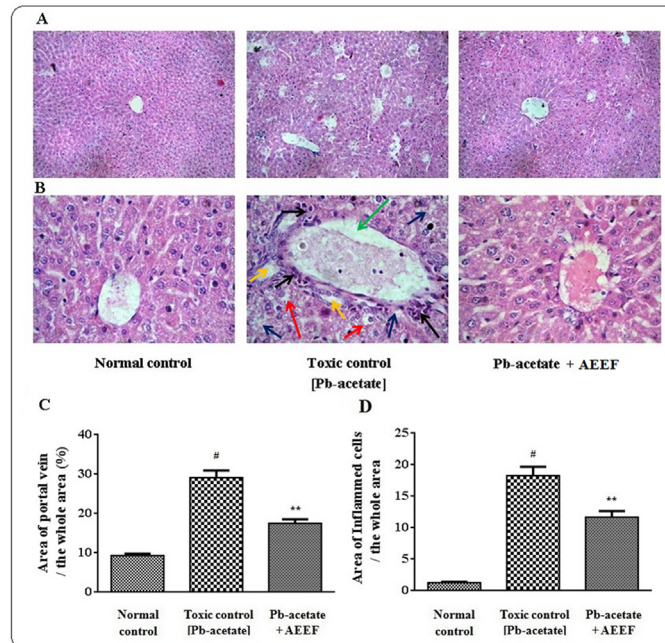 A
B
Normal control
Toxic control
[Pb-acetate]
Pb-acetate + AEEF
C
Area of portal vein
/ the whole area (%)
40
30
20
10
0
#
**
Normal
control
Toxic control
[Pb-acetate]
Pb-acetate
+ AEEF
D
Area of Inflammed cells
/ the whole area
25
20
15
10
5
0
#
**
Normal
control
Toxic control
[Pb-acetate]
Pb-acetate
+ AEEF